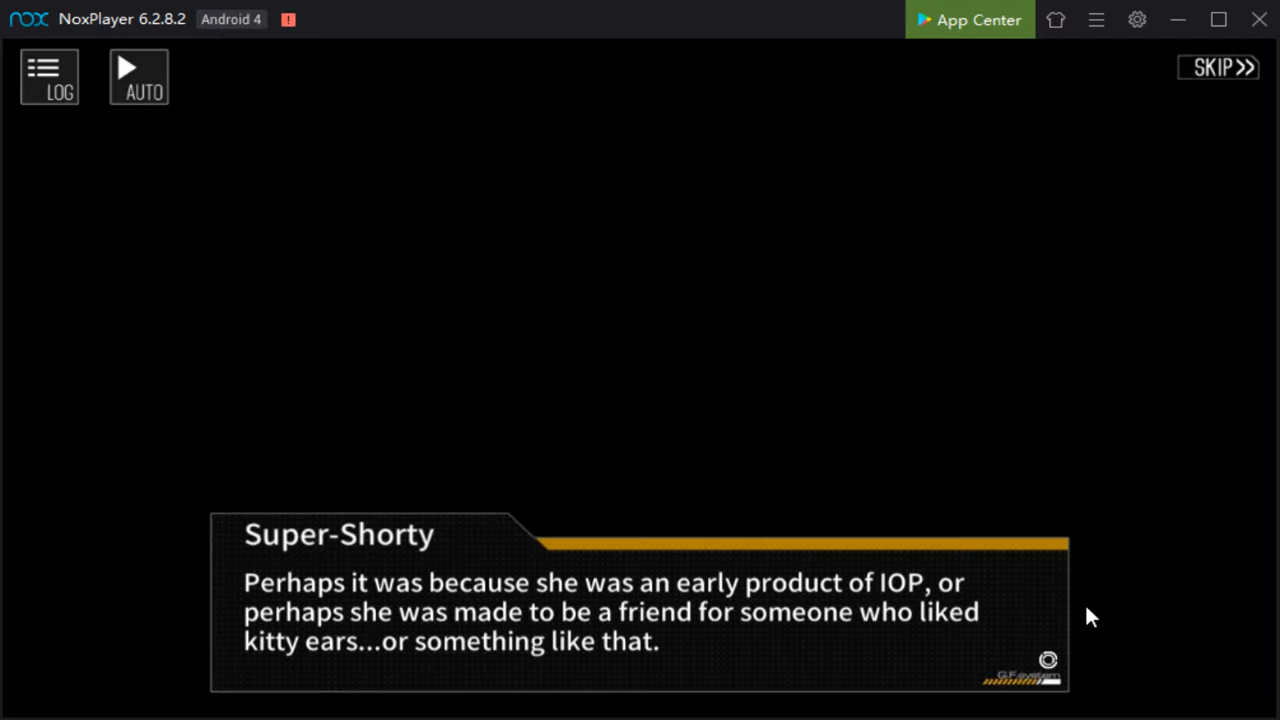 nox NoxPlayer 6.2.8.2 Android 4 ! App Center
LOG
AUTO
SKIP
Super-Shorty
Perhaps it was because she was an early product of IOP, or
perhaps she was made to be a friend for someone who liked
kitty ears...or something like that.
G.F.system